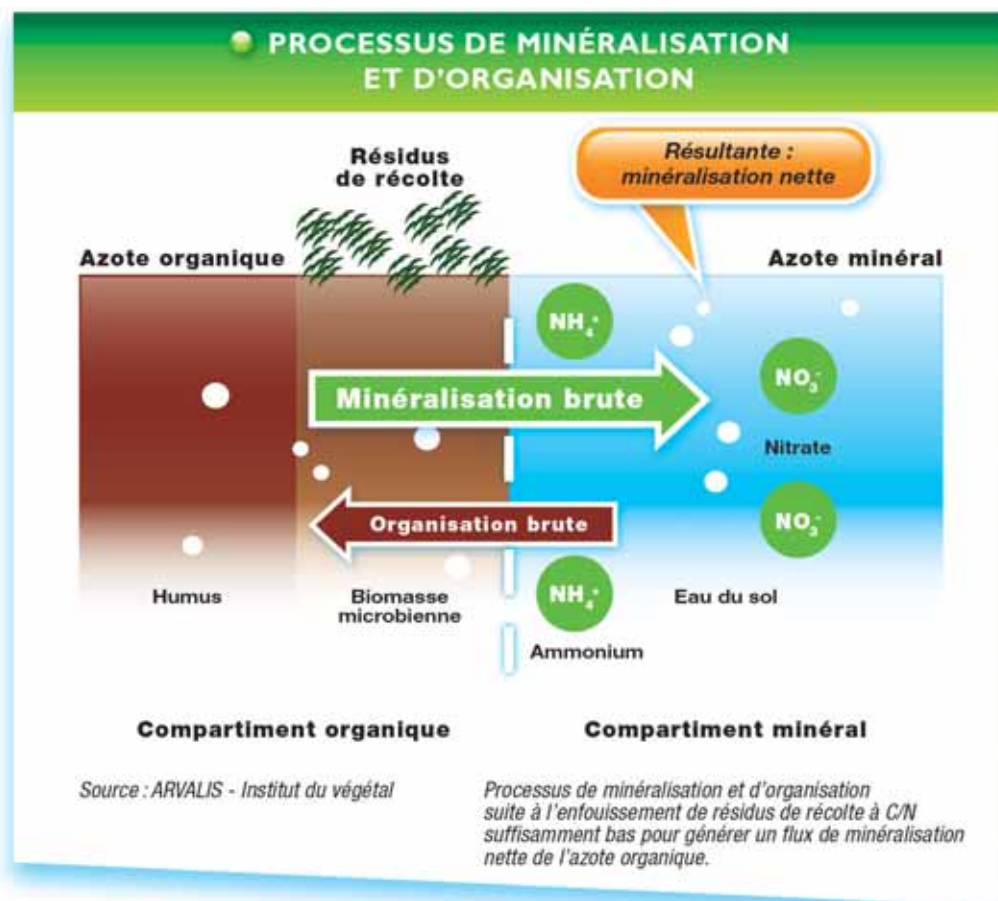 PROCESSUS DE MINÉRALISATION
ET D'ORGANISATION
Résidus
de récolte
Résultante :
minéralisation nette
Azote organique
Azote minéral
NH₄⁺
NO₃⁻
Minéralisation brute
Nitrate
Organisation brute
NO₃⁻
NH₄⁺
Humus
Biomasse
microbienne
Eau du sol
Ammonium
Compartiment organique
Compartiment minéral
Source : ARVALIS - Institut du végétal
Processus de minéralisation et d'organisation
suite à l'enfouissement de résidus de récolte à C/N
suffisamment bas pour générer un flux de minéralisation
nette de l'azote organique.